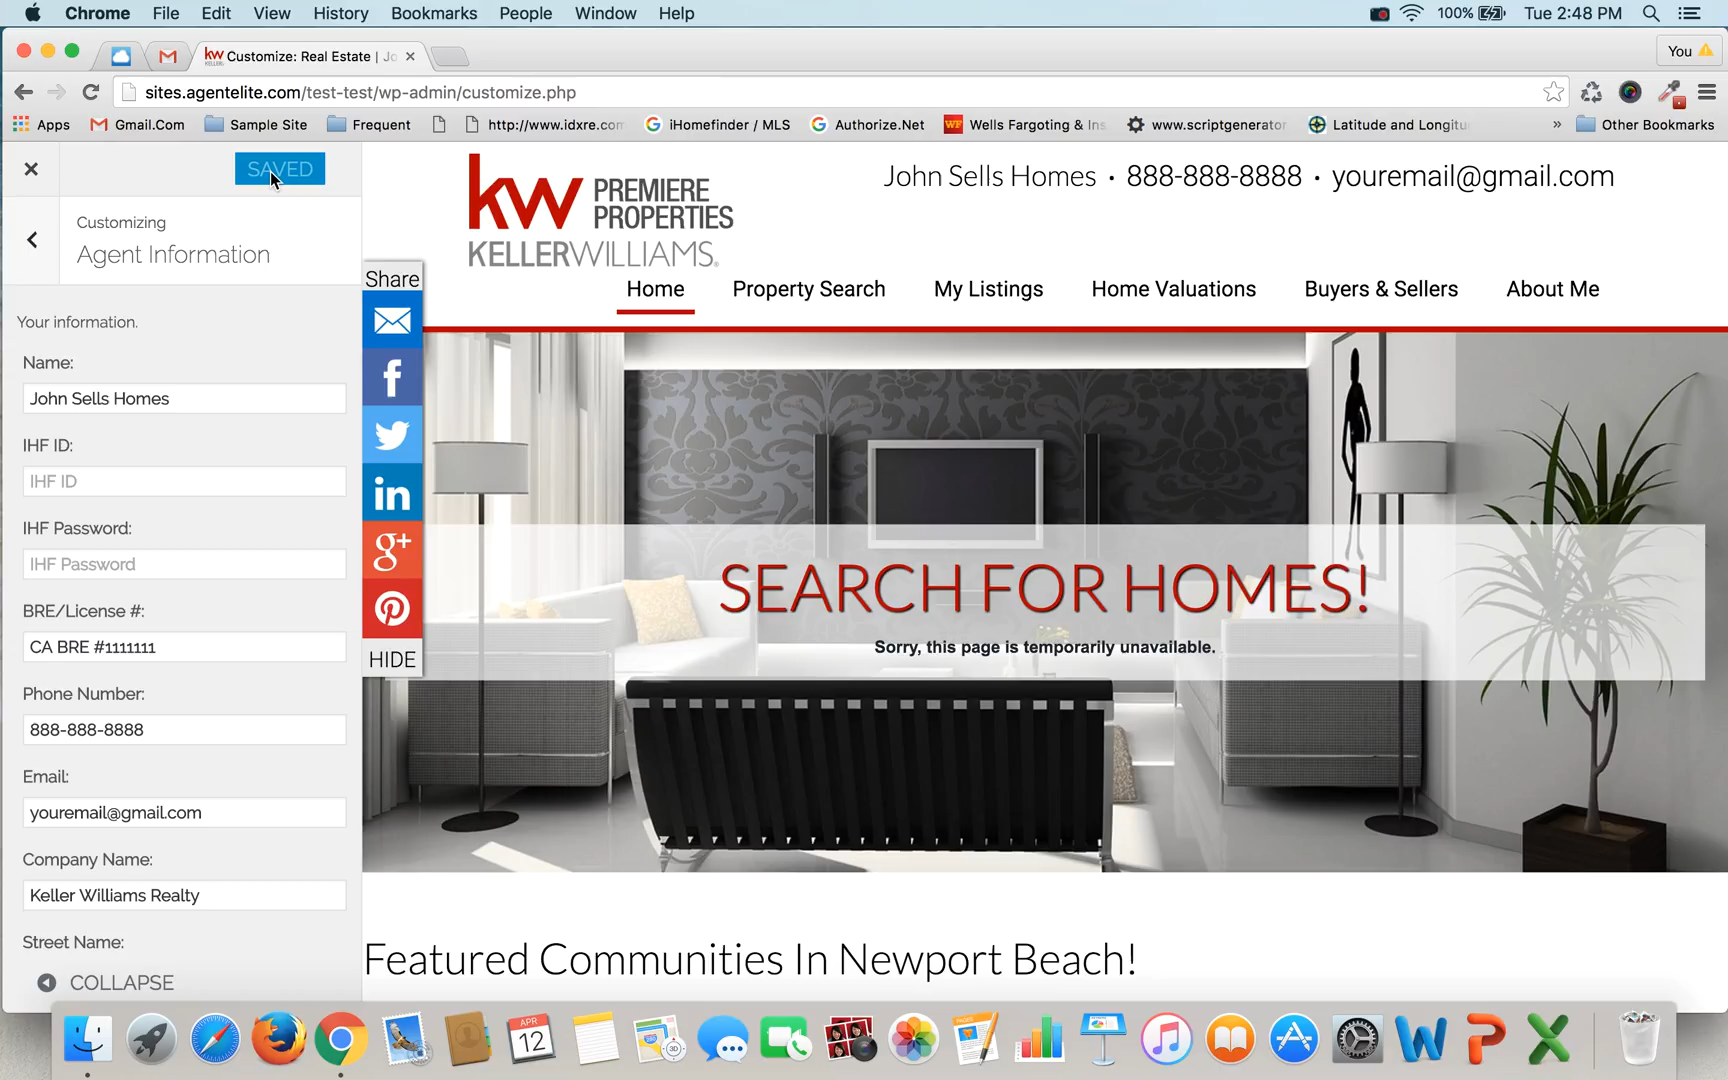 Chrome File Edit View History Bookmarks People Window Help 100% Tue 2:48 PM
Customize: Real Estate | Jo You
sites.agentelite.com/test-test/wp-admin/customize.php
Apps Gmail.Com Sample Site Frequent http://www.idxre.com iHomefinder / MLS Authorize.Net Wells Fargoting & Ins www.scriptgenerator Latitude and Longitu » Other Bookmarks
SAVED
Customizing
Agent Information
Your information.
Name:
John Sells Homes
IHF ID:
IHF ID
IHF Password:
IHF Password
BRE/License #:
CA BRE #1111111
Phone Number:
888-888-8888
Email:
youremail@gmail.com
Company Name:
Keller Williams Realty
Street Name:
COLLAPSE
kw PREMIERE
PROPERTIES
KELLERWILLIAMS.
John Sells Homes • 888-888-8888 • youremail@gmail.com
Home Property Search My Listings Home Valuations Buyers & Sellers About Me
Share
f
in
g+
HIDE
SEARCH FOR HOMES!
Sorry, this page is temporarily unavailable.
Featured Communities In Newport Beach!
APR
12
3D
W P X